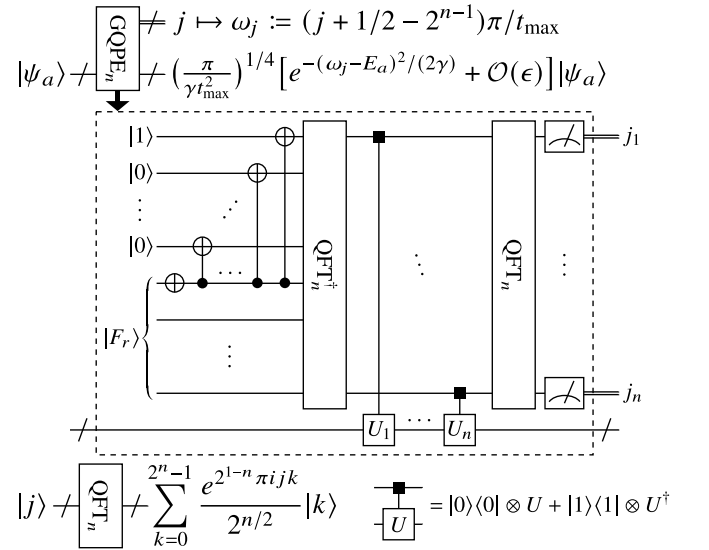 GQPE_n j ↦ ω_j := (j + 1/2 − 2^{n−1})π/t_max
|ψ_a⟩ (π/γt²_max)^{1/4} [e^{−(ω_j−E_a)²/(2γ)} + 𝒪(ϵ)] |ψ_a⟩
|1⟩ j_1
|0⟩
⋮ ⋰
|0⟩ QFT_n^† ⋱ QFT_n ⋮
⋯
|F_r⟩
⋮
j_n
U_1 ⋯ U_n
|j⟩ QFT_n ∑_{k=0}^{2^n−1} e^{2^{1−n}πijk}/2^{n/2} |k⟩
U = |0⟩⟨0| ⊗ U + |1⟩⟨1| ⊗ U^†